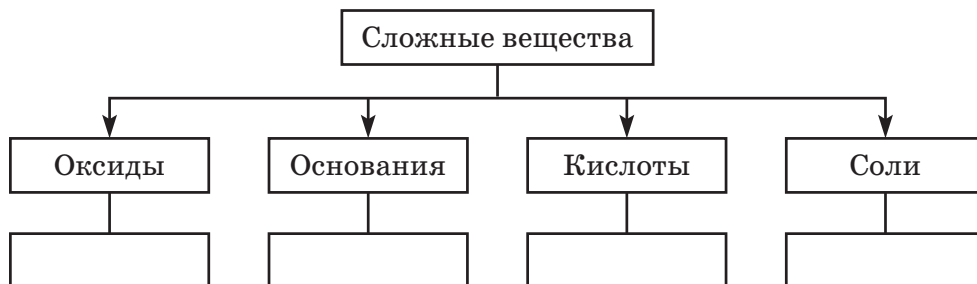 Сложные вещества
Оксиды
Основания
Кислоты
Соли